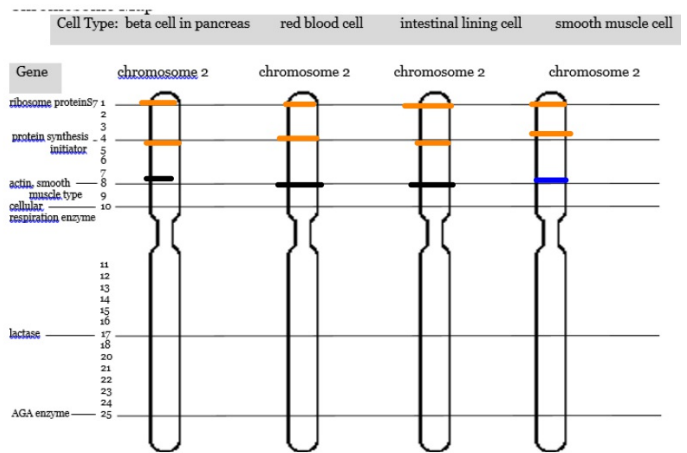 Chromosome Map
Cell Type: beta cell in pancreas red blood cell intestinal lining cell smooth muscle cell
Gene chromosome 2 chromosome 2 chromosome 2 chromosome 2
ribosome proteinS7 1
2
3
protein synthesis 4
initiator 5
6
7
actin, smooth 8
muscle type 9
cellular 10
respiration enzyme
11
12
13
14
15
16
lactase 17
18
20
21
22
23
24
AGA enzyme 25